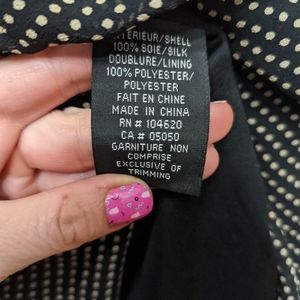 EXTÉRIEUR/SHELL
100% SOIE/SILK
DOUBLURE/LINING
100% POLYESTER/
POLYESTER
FAIT EN CHINE
MADE IN CHINA
RN # 104620
CA # 05050
GARNITURE NON
COMPRISE
EXCLUSIVE OF
TRIMMING